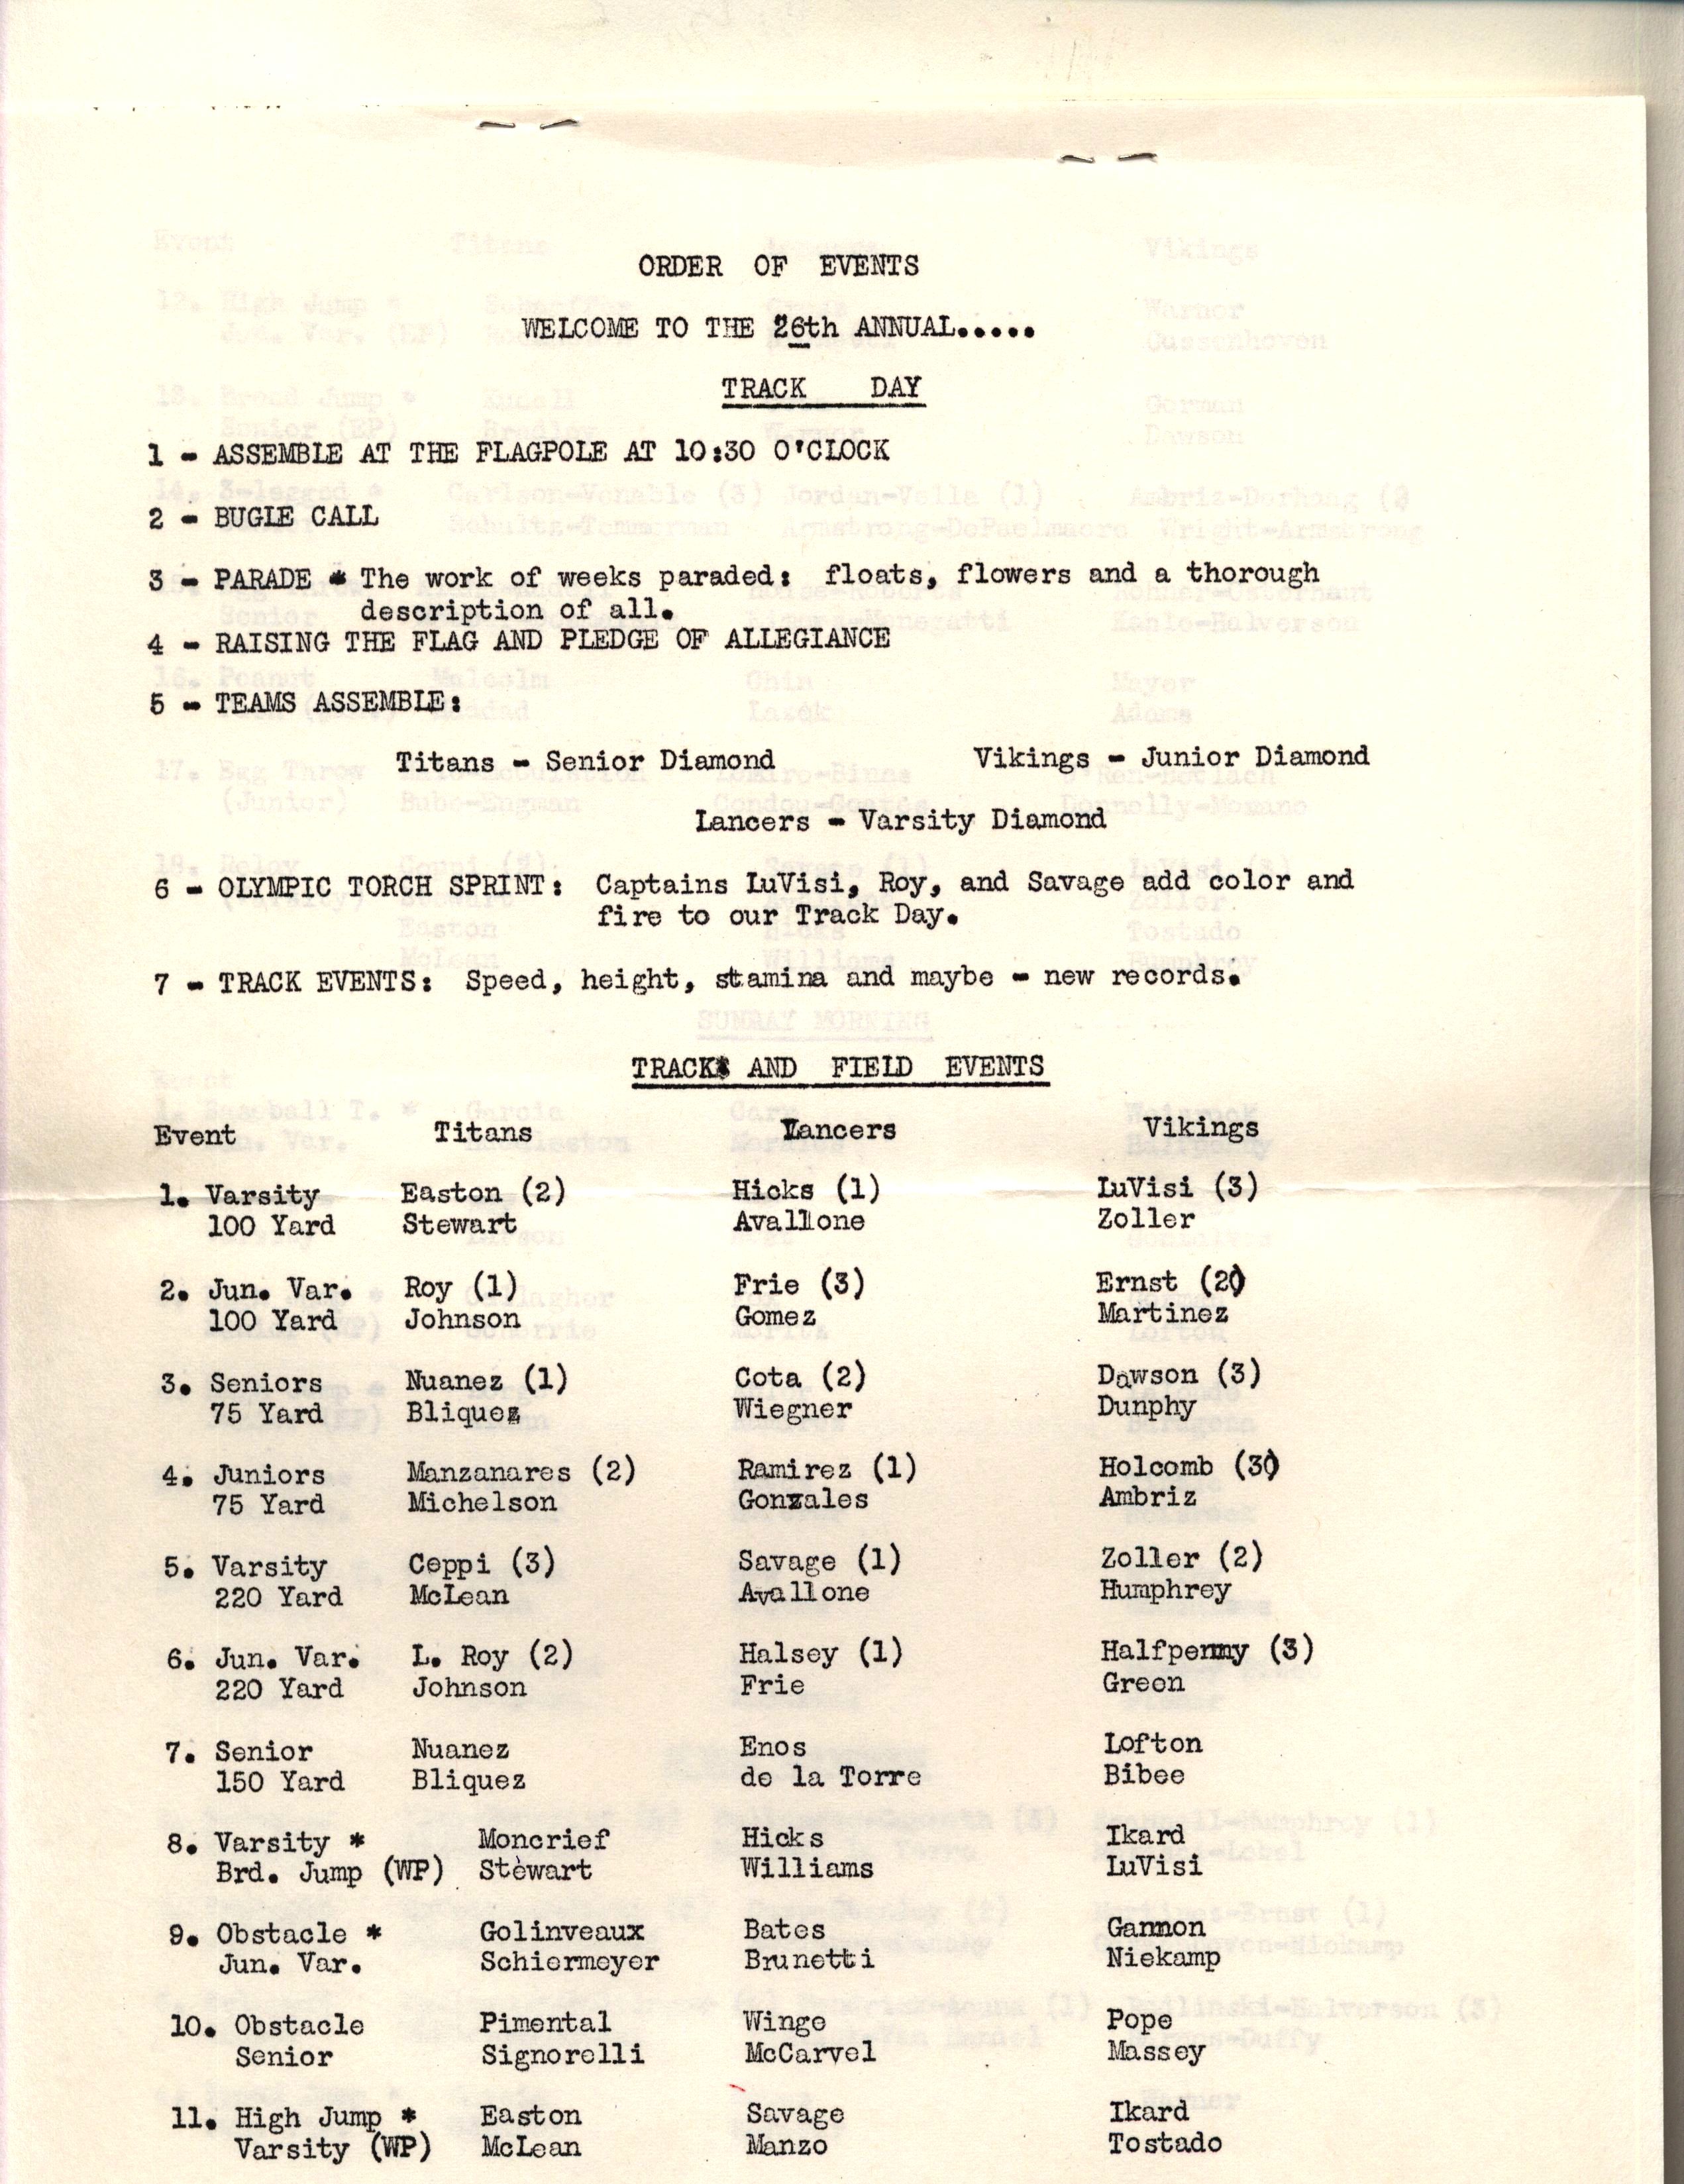 ORDER OF EVENTS
WELCOME TO THE 26th ANNUAL.....
TRACK DAY
1 - ASSEMBLE AT THE FLAGPOLE AT 10:30 O'CLOCK
2 - BUGLE CALL
3 - PARADE * The work of weeks paraded: floats, flowers and a thorough
description of all.
4 - RAISING THE FLAG AND PLEDGE OF ALLEGIANCE
5 - TEAMS ASSEMBLE:
Titans - Senior Diamond Vikings - Junior Diamond
Lancers - Varsity Diamond
6 - OLYMPIC TORCH SPRINT: Captains LuVisi, Roy, and Savage add color and
fire to our Track Day.
7 - TRACK EVENTS: Speed, height, stamina and maybe - new records.
TRACK AND FIELD EVENTS
Event Titans Lancers Vikings
1. Varsity Easton (2) Hicks (1) LuVisi (3)
100 Yard Stewart Avallone Zoller
2. Jun. Var. Roy (1) Frie (3) Ernst (2)
100 Yard Johnson Gomez Martinez
3. Seniors Nuanez (1) Cota (2) Dawson (3)
75 Yard Bliquez Wiegner Dunphy
4. Juniors Manzanares (2) Ramirez (1) Holcomb (3)
75 Yard Michelson Gonzales Ambriz
5. Varsity Ceppi (3) Savage (1) Zoller (2)
220 Yard McLean Avallone Humphrey
6. Jun. Var. L. Roy (2) Halsey (1) Halfpenny (3)
220 Yard Johnson Frie Green
7. Senior Nuanez Enos Lofton
150 Yard Bliquez de la Torre Bibee
8. Varsity * Moncrief Hicks Ikard
Brd. Jump (WP) Stewart Williams LuVisi
9. Obstacle * Golinveaux Bates Gannon
Jun. Var. Schiermeyer Brunetti Niekamp
10. Obstacle Pimental Winge Pope
Senior Signorelli McCarvel Massey
11. High Jump * Easton Savage Ikard
Varsity (WP) McLean Manzo Tostado